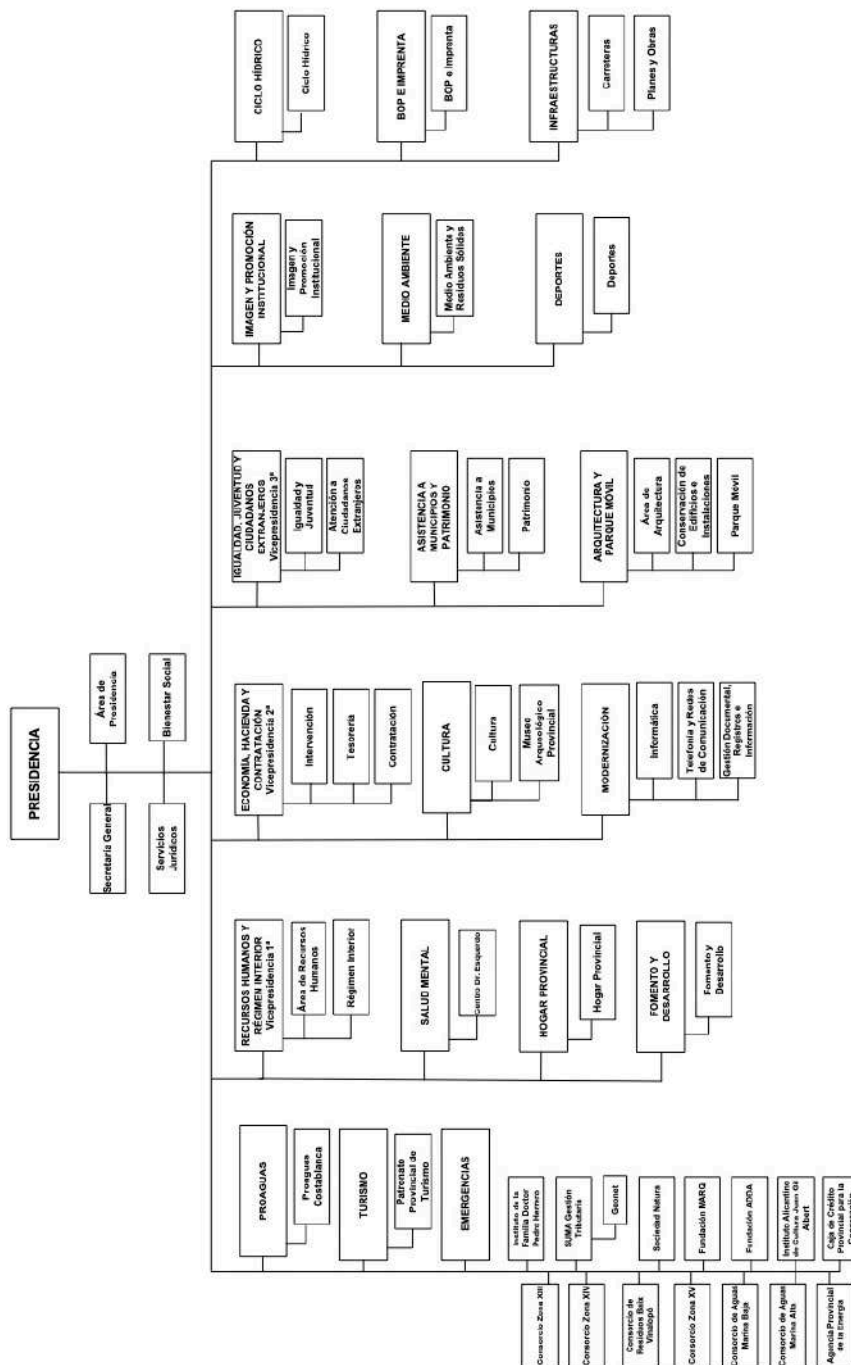 PRESIDENCIA
Secretaría General
Área de
Presidencia
Servicios
Jurídicos
Bienestar Social
PROAGUAS
Proaguas
Costablanca
TURISMO
Patronato
Provincial de
Turismo
EMERGENCIAS
Instituto de la
Familia Doctor
Pedro Herrero
Consorcio Zona XIII
SUMA Gestión
Tributaria
Geonet
Consorcio Zona XIV
Sociedad Natura
Consorcio de
Residuos Baix
Vinalopó
Fundación MARQ
Consorcio Zona XV
Fundación ADDA
Consorcio de Aguas
Marina Baja
Instituto Alicantino
de Cultura Juan Gil
Albert
Consorcio de Aguas
Marina Alta
Caja de Crédito
Provincial para la
Cooperación
Agencia Provincial
de la Energía
RECURSOS HUMANOS Y
RÉGIMEN INTERIOR
Vicepresidencia 1ª
Área de Recursos
Humanos
Régimen Interior
SALUD MENTAL
Centro Dr. Esquerdo
HOGAR PROVINCIAL
Hogar Provincial
FOMENTO Y
DESARROLLO
Fomento y
Desarrollo
ECONOMÍA, HACIENDA Y
CONTRATACIÓN
Vicepresidencia 2ª
Intervención
Tesorería
Contratación
CULTURA
Cultura
Museo
Arqueológico
Provincial
MODERNIZACIÓN
Informática
Telefonía y Redes
de Comunicación
Gestión Documental,
Registros e
Información
IGUALDAD, JUVENTUD Y
CIUDADANOS
EXTRANJEROS
Vicepresidencia 3ª
Igualdad y
Juventud
Atención a
Ciudadanos
Extranjeros
ASISTENCIA A
MUNICIPIOS Y
PATRIMONIO
Asistencia a
Municipios
Patrimonio
ARQUITECTURA Y
PARQUE MÓVIL
Área de
Arquitectura
Conservación de
Edificios e
Instalaciones
Parque Móvil
IMAGEN Y PROMOCIÓN
INSTITUCIONAL
Imagen y
Promoción
Institucional
MEDIO AMBIENTE
Medio Ambiente y
Residuos Sólidos
DEPORTES
Deportes
CICLO HÍDRICO
Ciclo Hídrico
BOP E IMPRENTA
BOP e Imprenta
INFRAESTRUCTURAS
Carreteras
Planes y Obras